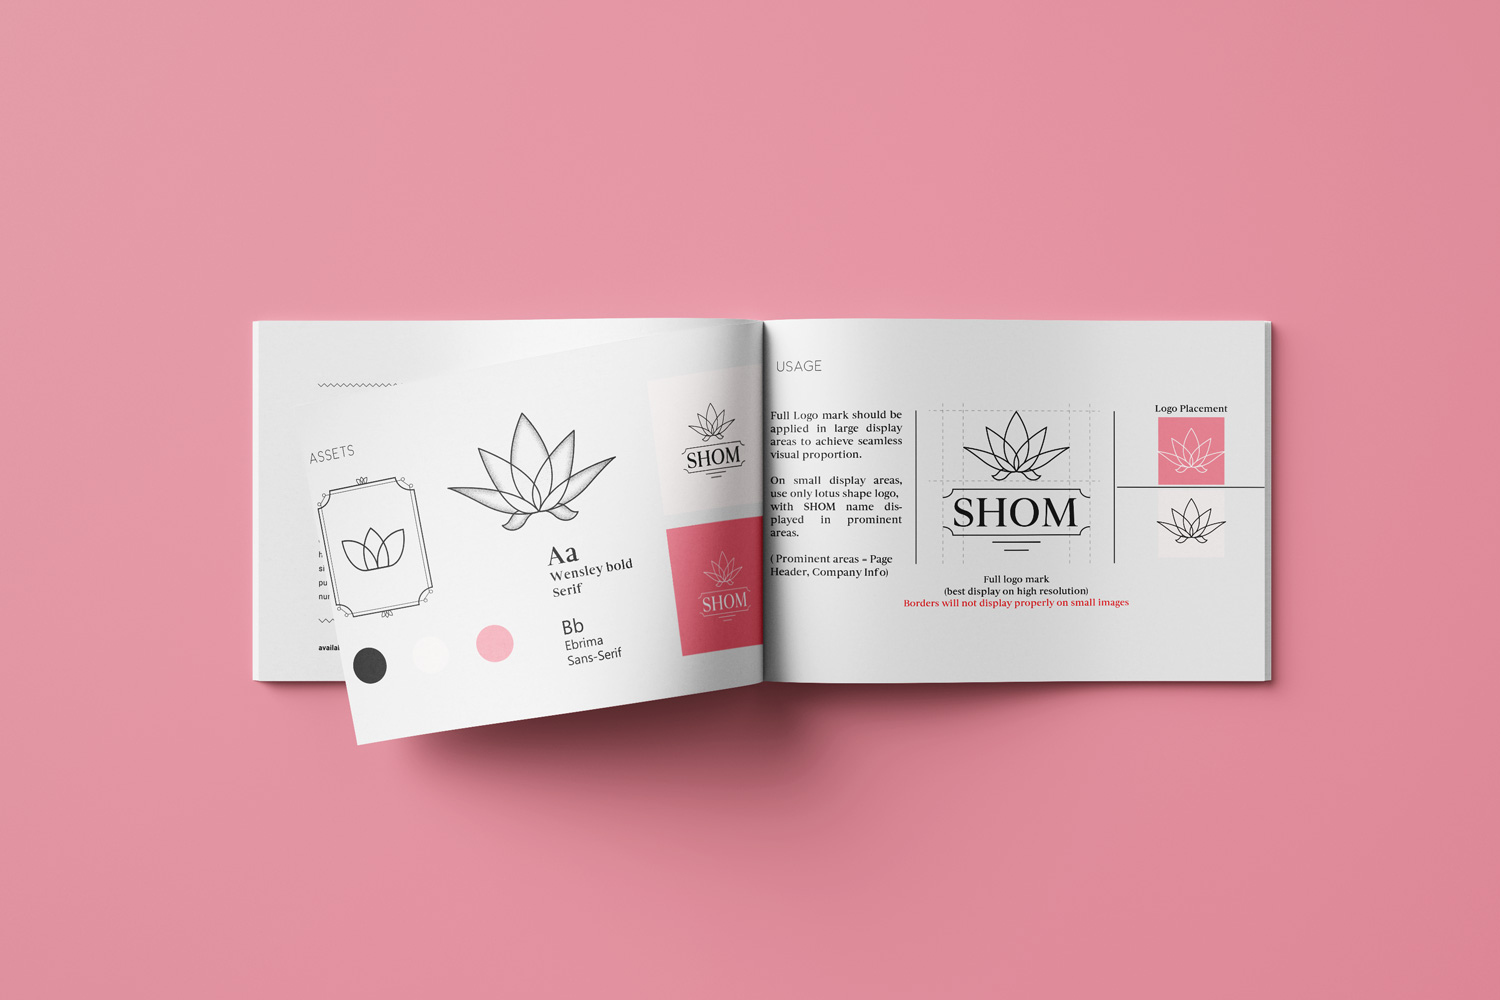 ASSETS
h
si
pu
nur
availa
Aa
Wensley bold
Serif
Bb
Ebrima
Sans-Serif
SHOM
SHOM
USAGE
Full Logo mark should be
applied in large display
areas to achieve seamless
visual proportion.
On small display areas,
use only lotus shape logo,
with SHOM name dis-
played in prominent
areas.
( Prominent areas – Page
Header, Company Info)
SHOM
Full logo mark
(best display on high resolution)
Borders will not display properly on small images
Logo Placement